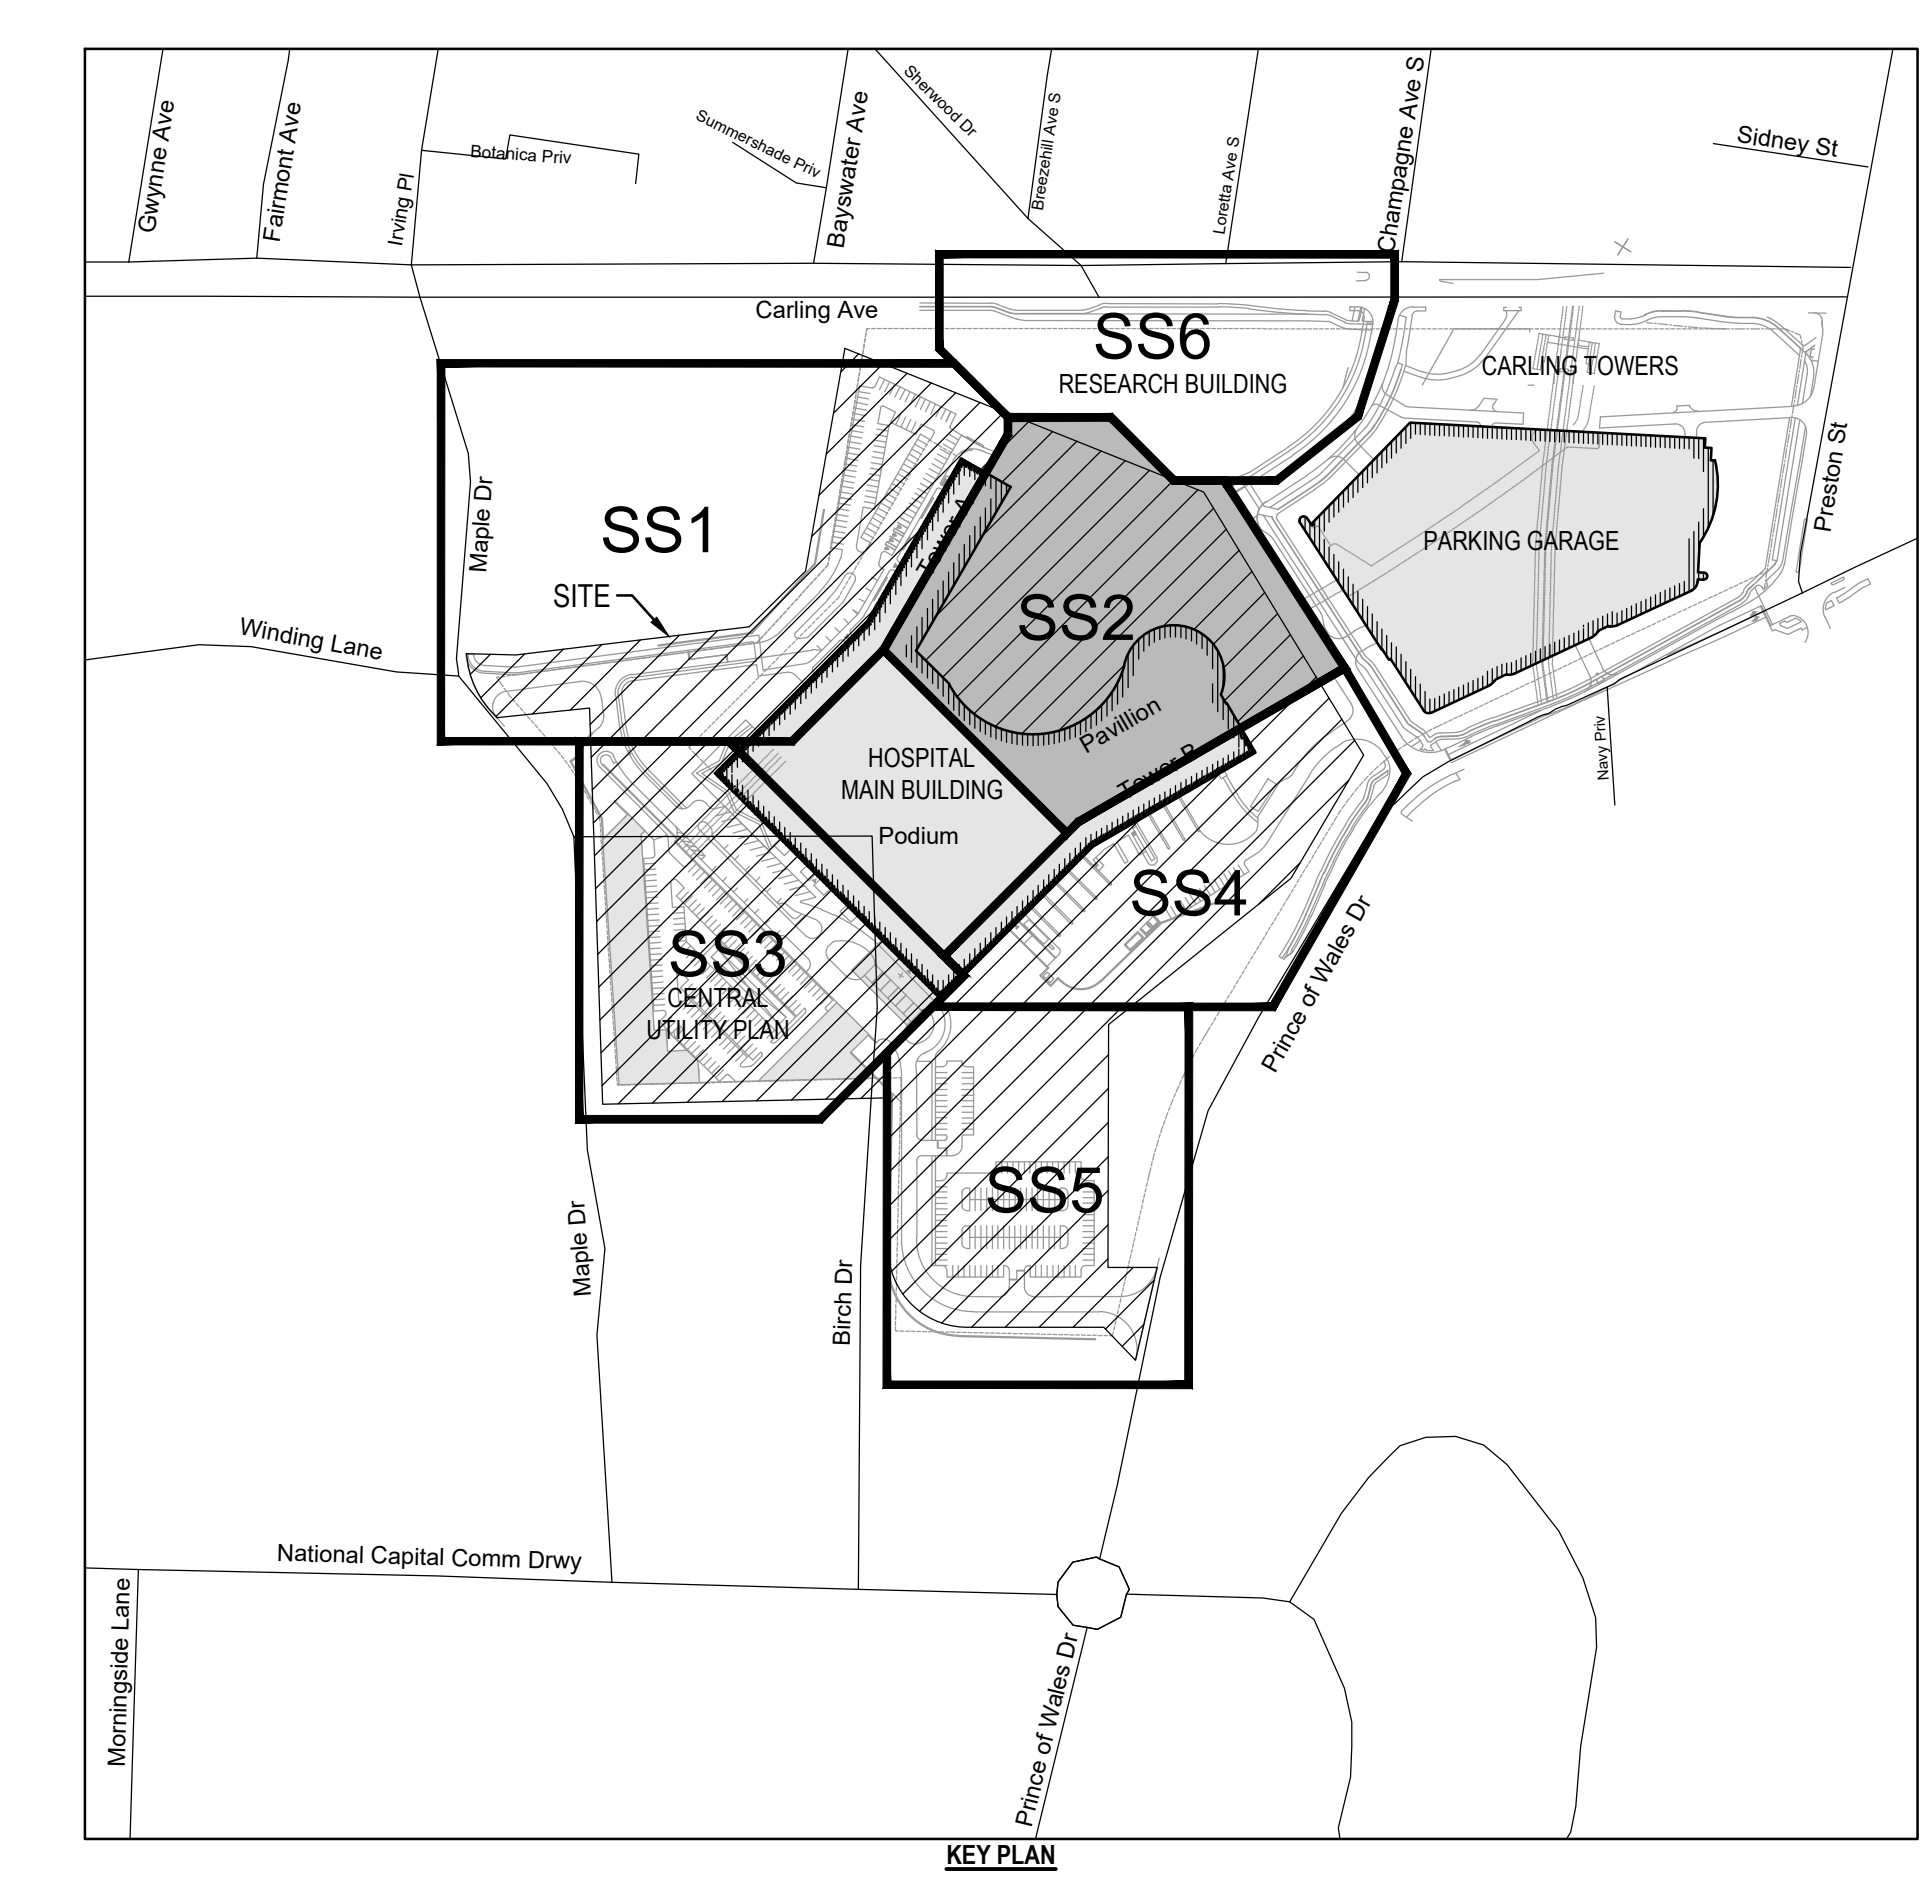 Gwynne Ave
Fairmont Ave
Irving Pl
Botanica Priv
Summershade Priv
Bayswater Ave
Sherwood Dr
Breezehill Ave S
Loretta Ave S
Champagne Ave S
Sidney St
Carling Ave
SS6
RESEARCH BUILDING
CARLING TOWERS
Preston St
Maple Dr
SS1
Tower A
PARKING GARAGE
SITE
SS2
Winding Lane
Pavillion
Navy Priv
HOSPITAL
MAIN BUILDING
Tower B
Podium
SS4
SS3
CENTRAL
UTILITY PLAN
Prince of Wales Dr
SS5
Maple Dr
Birch Dr
National Capital Comm Drwy
Morningside Lane
Prince of Wales Dr
KEY PLAN